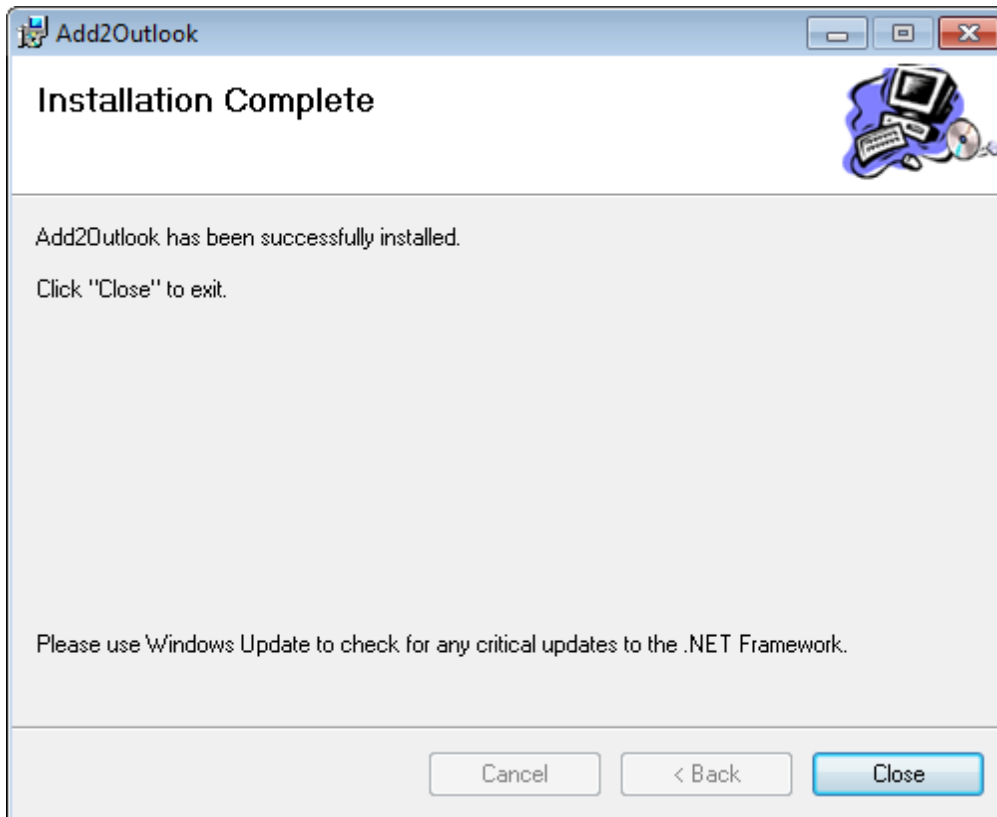 Add2Outlook
Installation Complete
Add2Outlook has been successfully installed.
Click "Close" to exit.
Please use Windows Update to check for any critical updates to the .NET Framework.
Cancel
< Back
Close